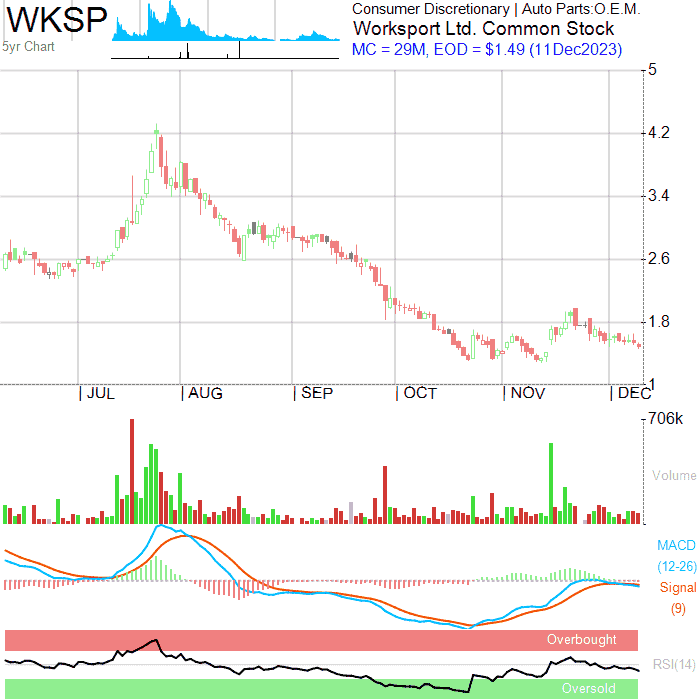 WKSP
5yr Chart
Consumer Discretionary | Auto Parts:O.E.M.
Worksport Ltd. Common Stock
MC = 29M, EOD = $1.49 (11Dec2023)
5
4.2
3.4
2.6
1.8
1
JUL AUG SEP OCT NOV DEC
706k
Volume
MACD
(12-26)
Signal
(9)
Overbought
RSI(14)
Oversold